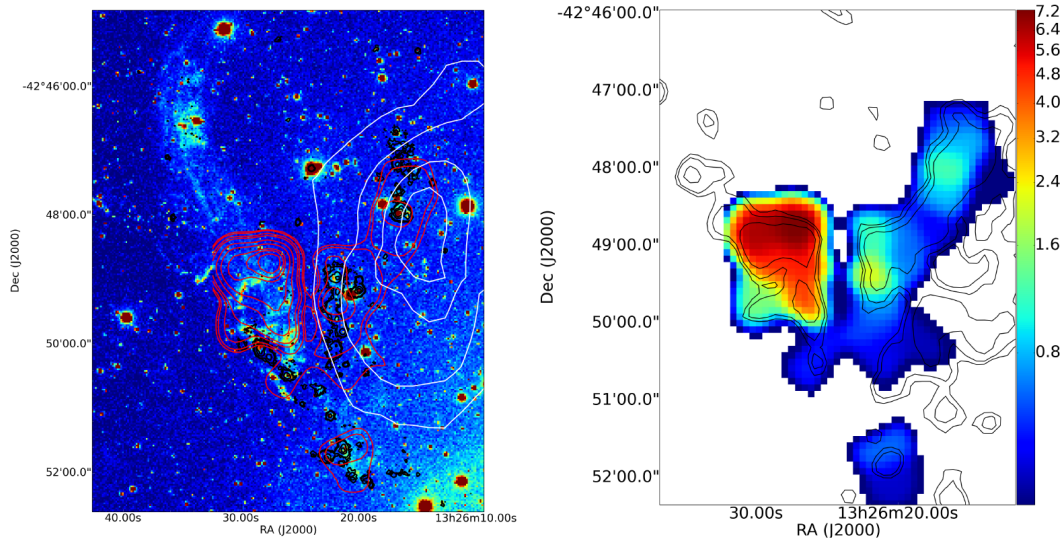 -42°46'00.0"
-42°46'00.0"
48'00.0"
50'00.0"
52'00.0"
Dec (J2000)
40.00s
30.00s
20.00s
13h26m10.00s
RA (J2000)
47'00.0"
48'00.0"
49'00.0"
50'00.0"
51'00.0"
52'00.0"
Dec (J2000)
30.00s
13h26m20.00s
RA (J2000)
7.2
6.4
5.6
4.8
4.0
3.2
2.4
1.6
0.8